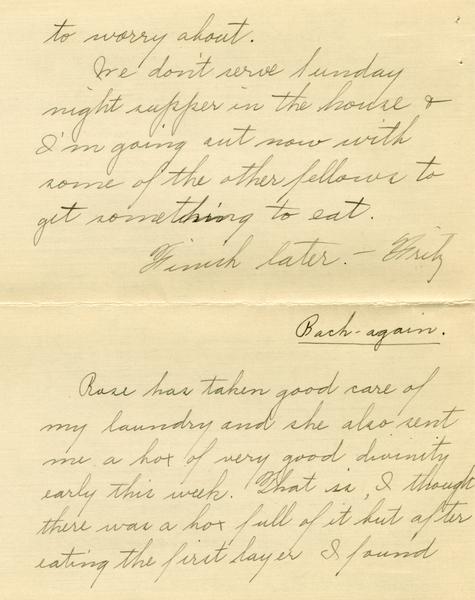 to worry about.
We don't serve Sunday
night supper in the house &
I'm going out now with
some of the other fellows to
get something to eat.
Finish later. — Fritz
Back-again.
Rose has taken good care of
my laundry and she also sent
me a box of very good divinity
early this week. That is, I thought
there was a box full of it but after
eating the first layer I found